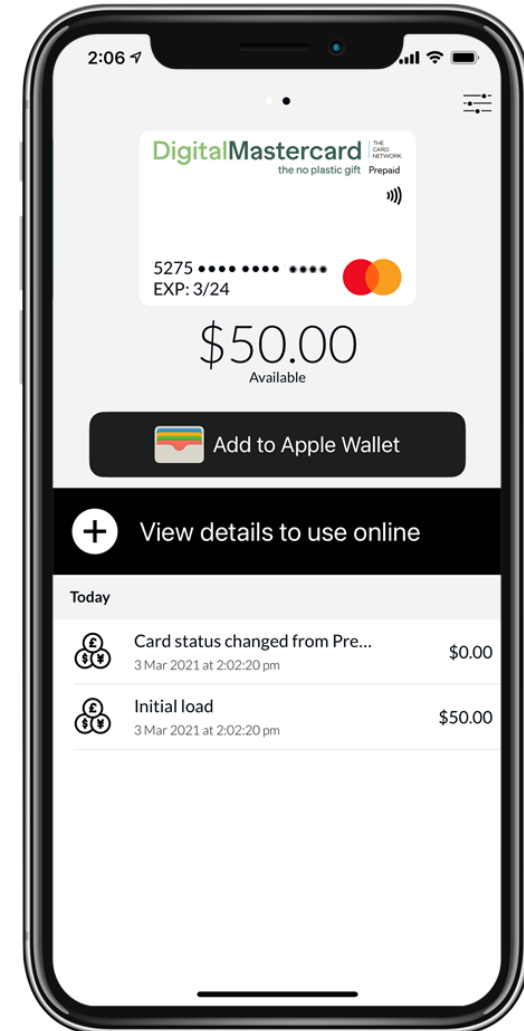 2:06
DigitalMastercard THE CARD NETWORK
the no plastic gift Prepaid
5275 •••• •••• ••••
EXP: 3/24
$50.00
Available
Add to Apple Wallet
View details to use online
Today
Card status changed from Pre... $0.00
3 Mar 2021 at 2:02:20 pm
Initial load $50.00
3 Mar 2021 at 2:02:20 pm